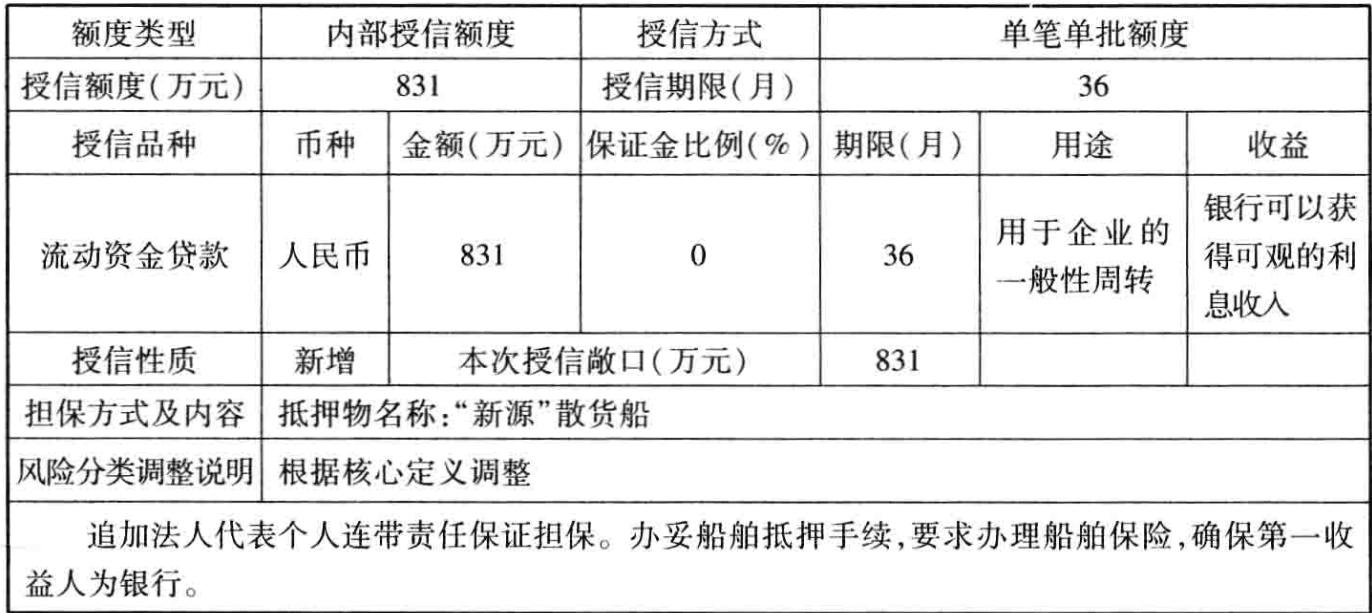 额度类型 内部授信额度 授信方式 单笔单批额度
授信额度(万元) 831 授信期限(月) 36
授信品种 币种 金额(万元) 保证金比例(%) 期限(月) 用途 收益
流动资金贷款 人民币 831 0 36 用于企业的一般性周转 银行可以获得可观的利息收入
授信性质 新增 本次授信敞口(万元) 831
担保方式及内容 抵押物名称:“新源”散货船
风险分类调整说明 根据核心定义调整
追加法人代表个人连带责任保证担保。办妥船舶抵押手续,要求办理船舶保险,确保第一收
益人为银行。